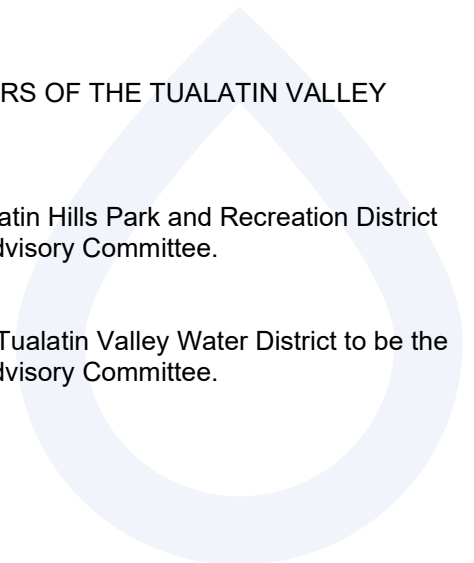 RS OF THE TUALATIN VALLEY
atin Hills Park and Recreation District
dvisory Committee.
Tualatin Valley Water District to be the
dvisory Committee.